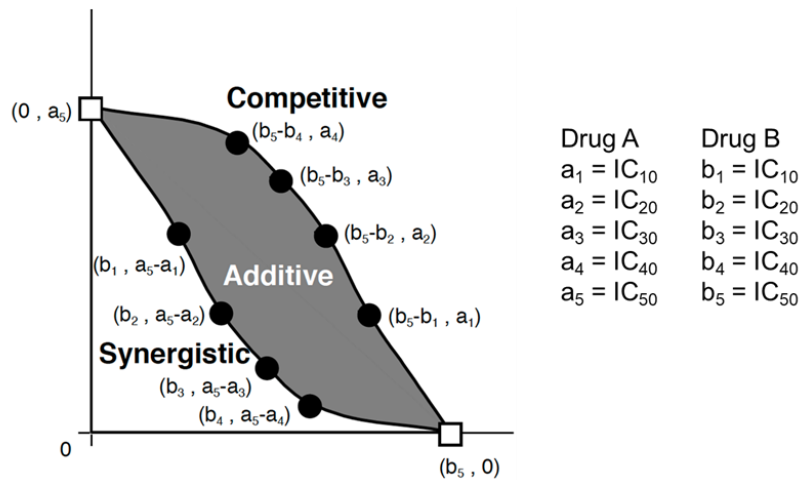 Competitive
(0 , a₅)
(b₅-b₄ , a₄)
(b₅-b₃ , a₃)
(b₅-b₂ , a₂)
(b₁ , a₅-a₁)
Additive
(b₂ , a₅-a₂)
(b₅-b₁ , a₁)
Synergistic
(b₃ , a₅-a₃)
(b₄ , a₅-a₄)
0
(b₅ , 0)
Drug A Drug B
a₁ = IC₁₀ b₁ = IC₁₀
a₂ = IC₂₀ b₂ = IC₂₀
a₃ = IC₃₀ b₃ = IC₃₀
a₄ = IC₄₀ b₄ = IC₄₀
a₅ = IC₅₀ b₅ = IC₅₀